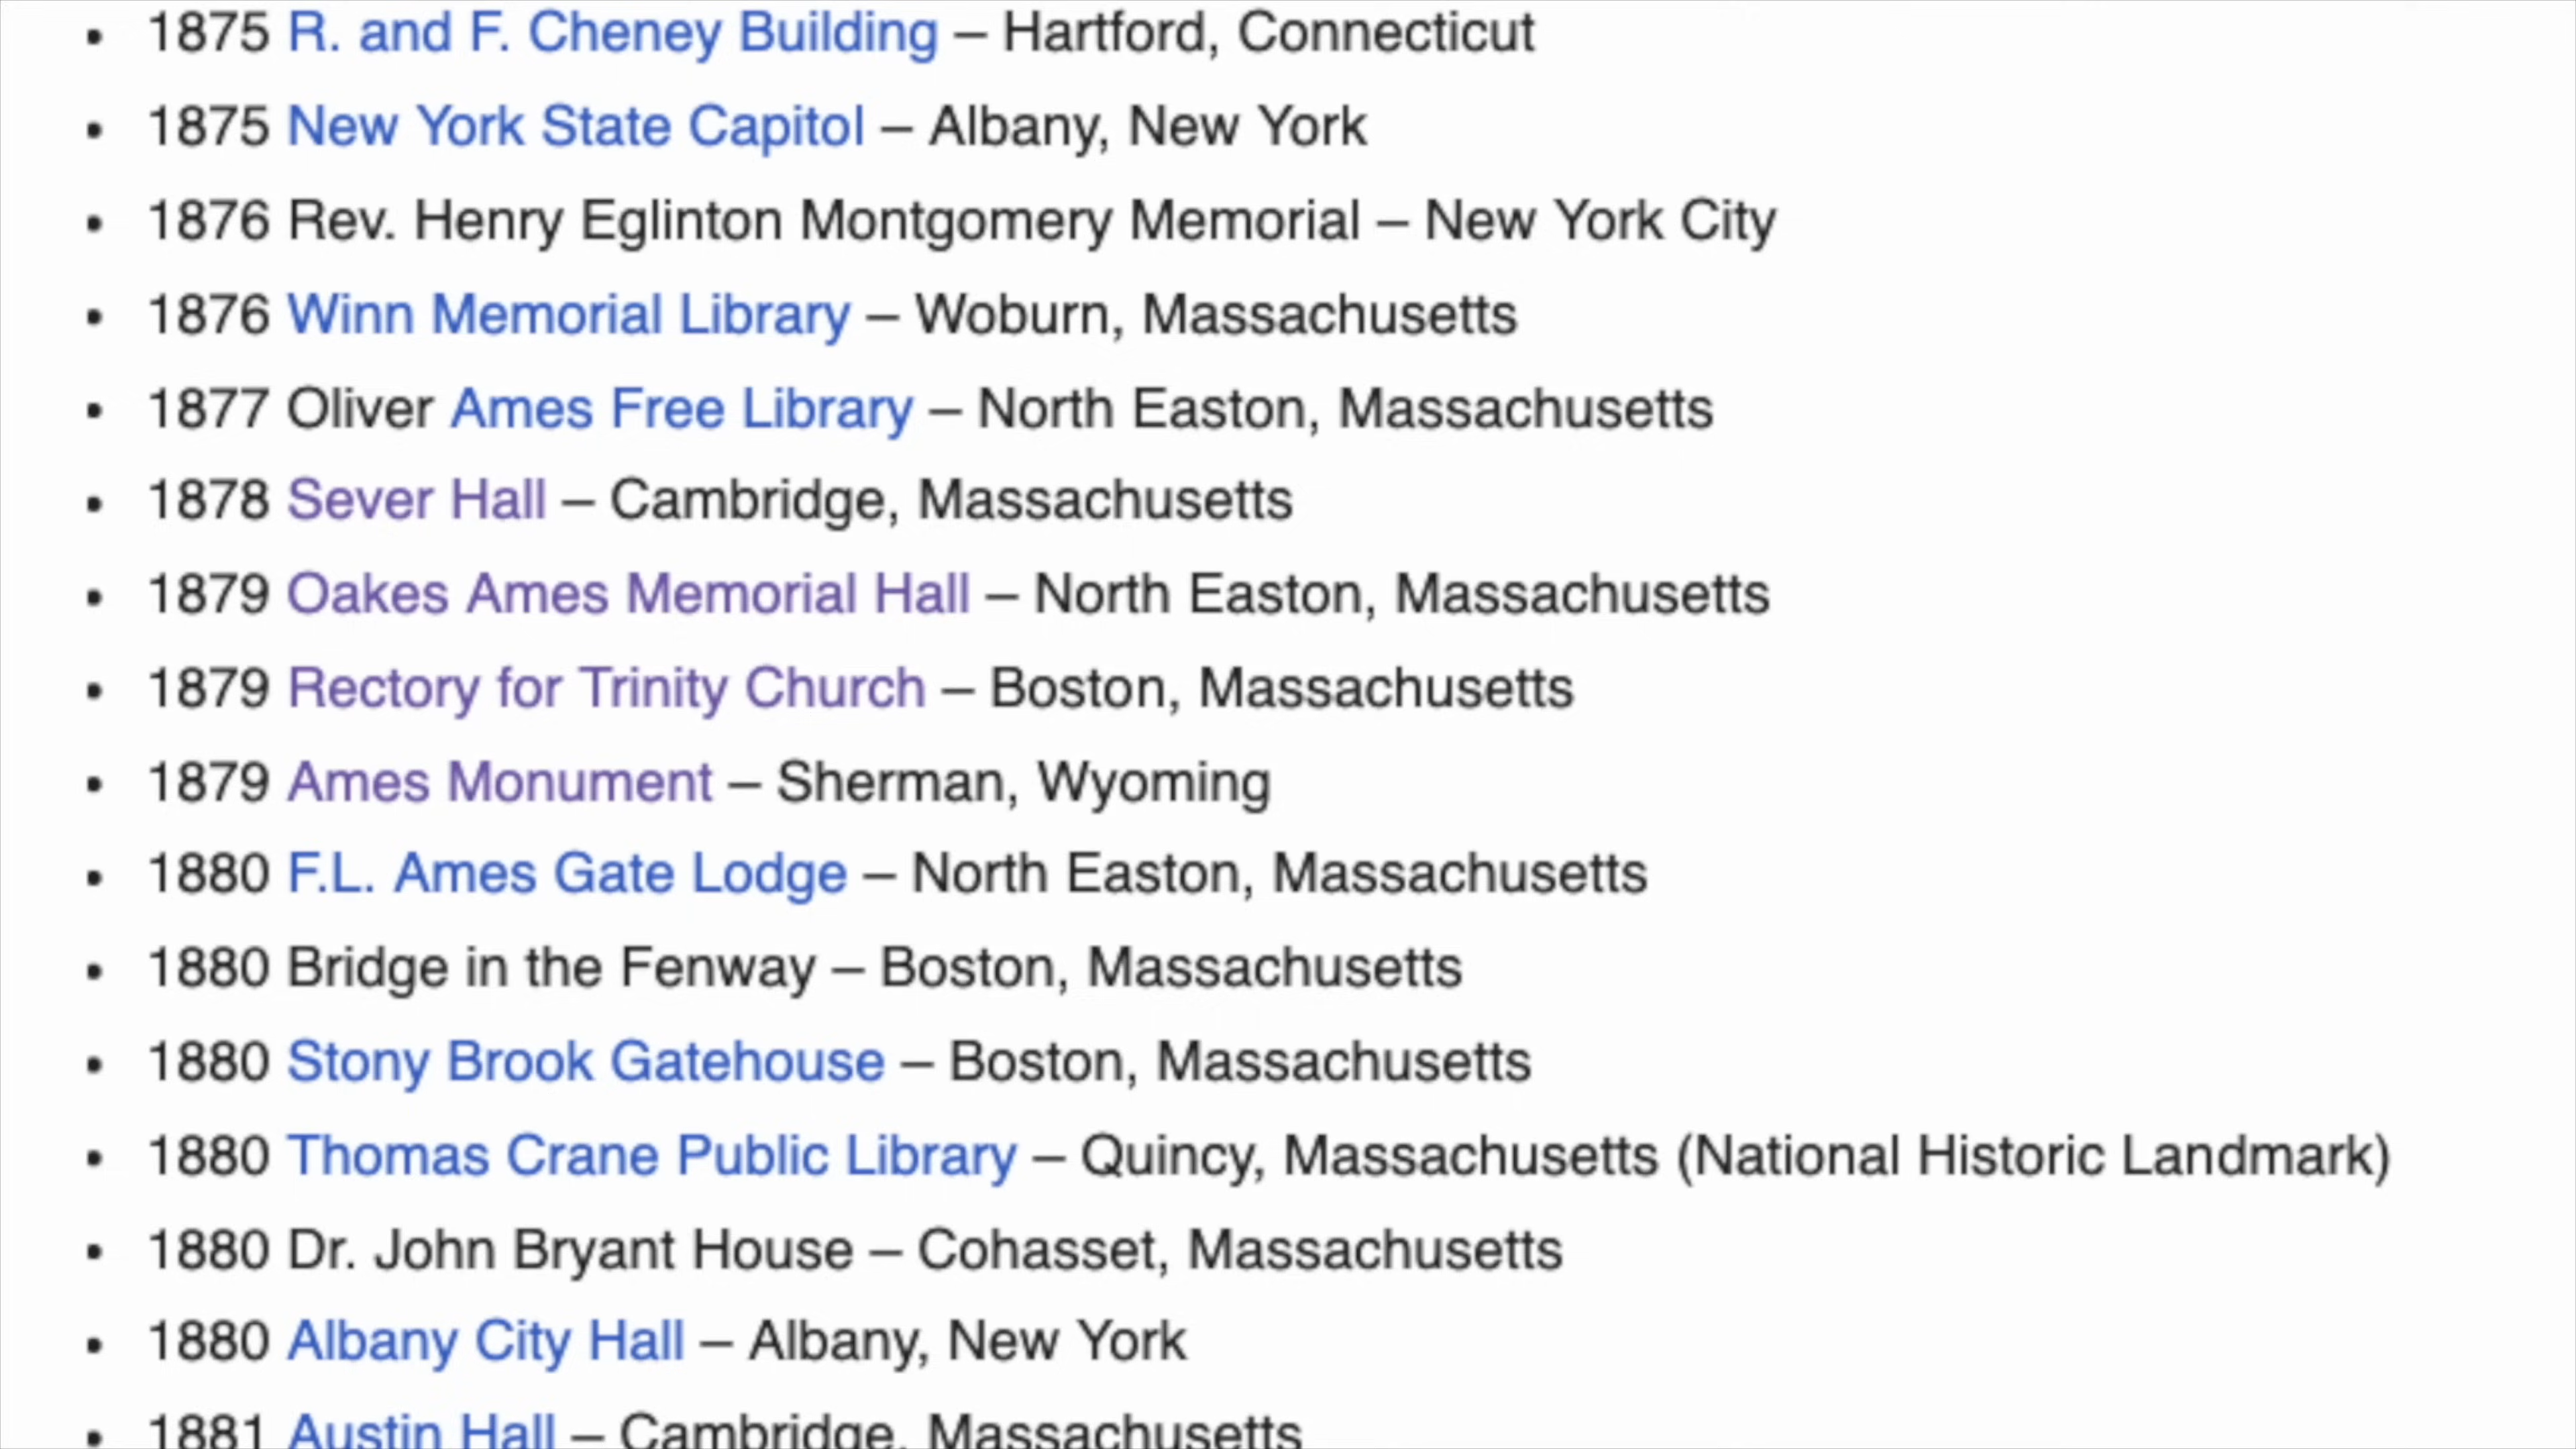 • 1875 R. and F. Cheney Building – Hartford, Connecticut
• 1875 New York State Capitol – Albany, New York
• 1876 Rev. Henry Eglinton Montgomery Memorial – New York City
• 1876 Winn Memorial Library – Woburn, Massachusetts
• 1877 Oliver Ames Free Library – North Easton, Massachusetts
• 1878 Sever Hall – Cambridge, Massachusetts
• 1879 Oakes Ames Memorial Hall – North Easton, Massachusetts
• 1879 Rectory for Trinity Church – Boston, Massachusetts
• 1879 Ames Monument – Sherman, Wyoming
• 1880 F.L. Ames Gate Lodge – North Easton, Massachusetts
• 1880 Bridge in the Fenway – Boston, Massachusetts
• 1880 Stony Brook Gatehouse – Boston, Massachusetts
• 1880 Thomas Crane Public Library – Quincy, Massachusetts (National Historic Landmark)
• 1880 Dr. John Bryant House – Cohasset, Massachusetts
• 1880 Albany City Hall – Albany, New York
• 1881 Austin Hall – Cambridge, Massachusetts